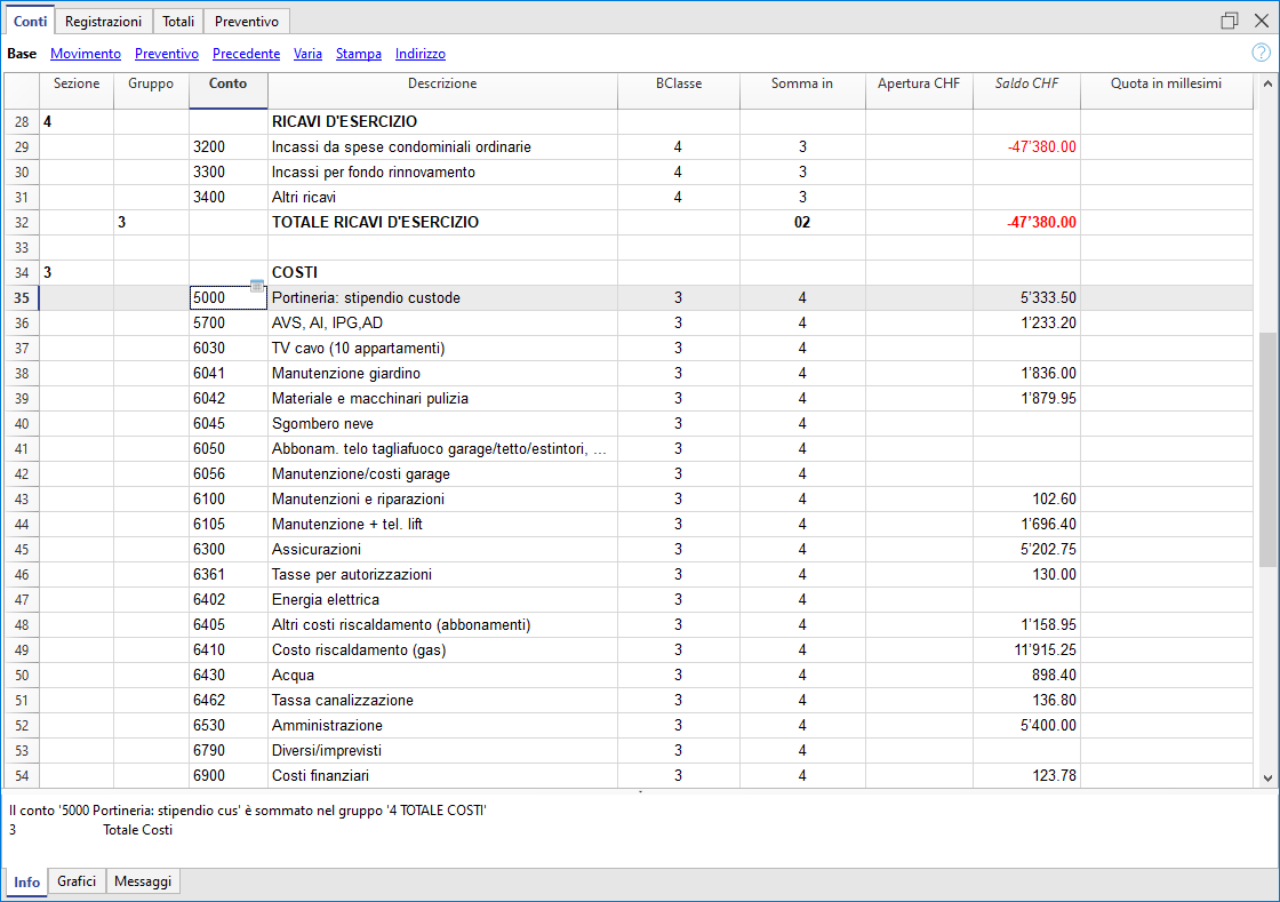 Conti Registrazioni Totali Preventivo
Base Movimento Preventivo Precedente Varia Stampa Indirizzo ?
Sezione Gruppo Conto Descrizione BClasse Somma in Apertura CHF Saldo CHF Quota in millesimi
28 4 RICAVI D'ESERCIZIO
29 3200 Incassi da spese condominiali ordinarie 4 3 -47'380.00
30 3300 Incassi per fondo rinnovamento 4 3
31 3400 Altri ricavi 4 3
32 3 TOTALE RICAVI D'ESERCIZIO 02 -47'380.00
33
34 3 COSTI
35 5000 Portineria: stipendio custode 3 4 5'333.50
36 5700 AVS, AI, IPG,AD 3 4 1'233.20
37 6030 TV cavo (10 appartamenti) 3 4
38 6041 Manutenzione giardino 3 4 1'836.00
39 6042 Materiale e macchinari pulizia 3 4 1'879.95
40 6045 Sgombero neve 3 4
41 6050 Abbonam. telo tagliafuoco garage/tetto/estintori, ... 3 4
42 6056 Manutenzione/costi garage 3 4
43 6100 Manutenzioni e riparazioni 3 4 102.60
44 6105 Manutenzione + tel. lift 3 4 1'696.40
45 6300 Assicurazioni 3 4 5'202.75
46 6361 Tasse per autorizzazioni 3 4 130.00
47 6402 Energia elettrica 3 4
48 6405 Altri costi riscaldamento (abbonamenti) 3 4 1'158.95
49 6410 Costo riscaldamento (gas) 3 4 11'915.25
50 6430 Acqua 3 4 898.40
51 6462 Tassa canalizzazione 3 4 136.80
52 6530 Amministrazione 3 4 5'400.00
53 6790 Diversi/imprevisti 3 4
54 6900 Costi finanziari 3 4 123.78
Il conto '5000 Portineria: stipendio cus' è sommato nel gruppo '4 TOTALE COSTI'
3 Totale Costi
Info Grafici Messaggi